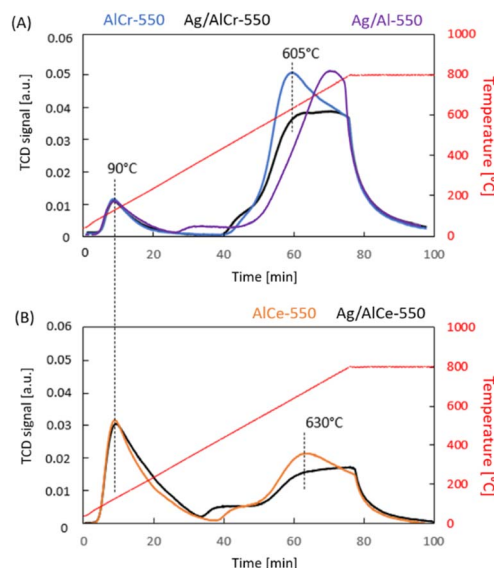 (A) AlCr-550 Ag/AlCr-550 Ag/Al-550
TCD signal [a.u.]
0.06
0.05
0.04
0.03
0.02
0.01
0
90°C
605°C
1000
800
600
400
200
0
Temperature [°C]
0 20 40 60 80 100
Time [min]
(B) AlCe-550 Ag/AlCe-550
TCD signal [a.u.]
0.06
0.05
0.04
0.03
0.02
0.01
0
630°C
1000
800
600
400
200
0
Temperature [°C]
0 20 40 60 80 100
Time [min]